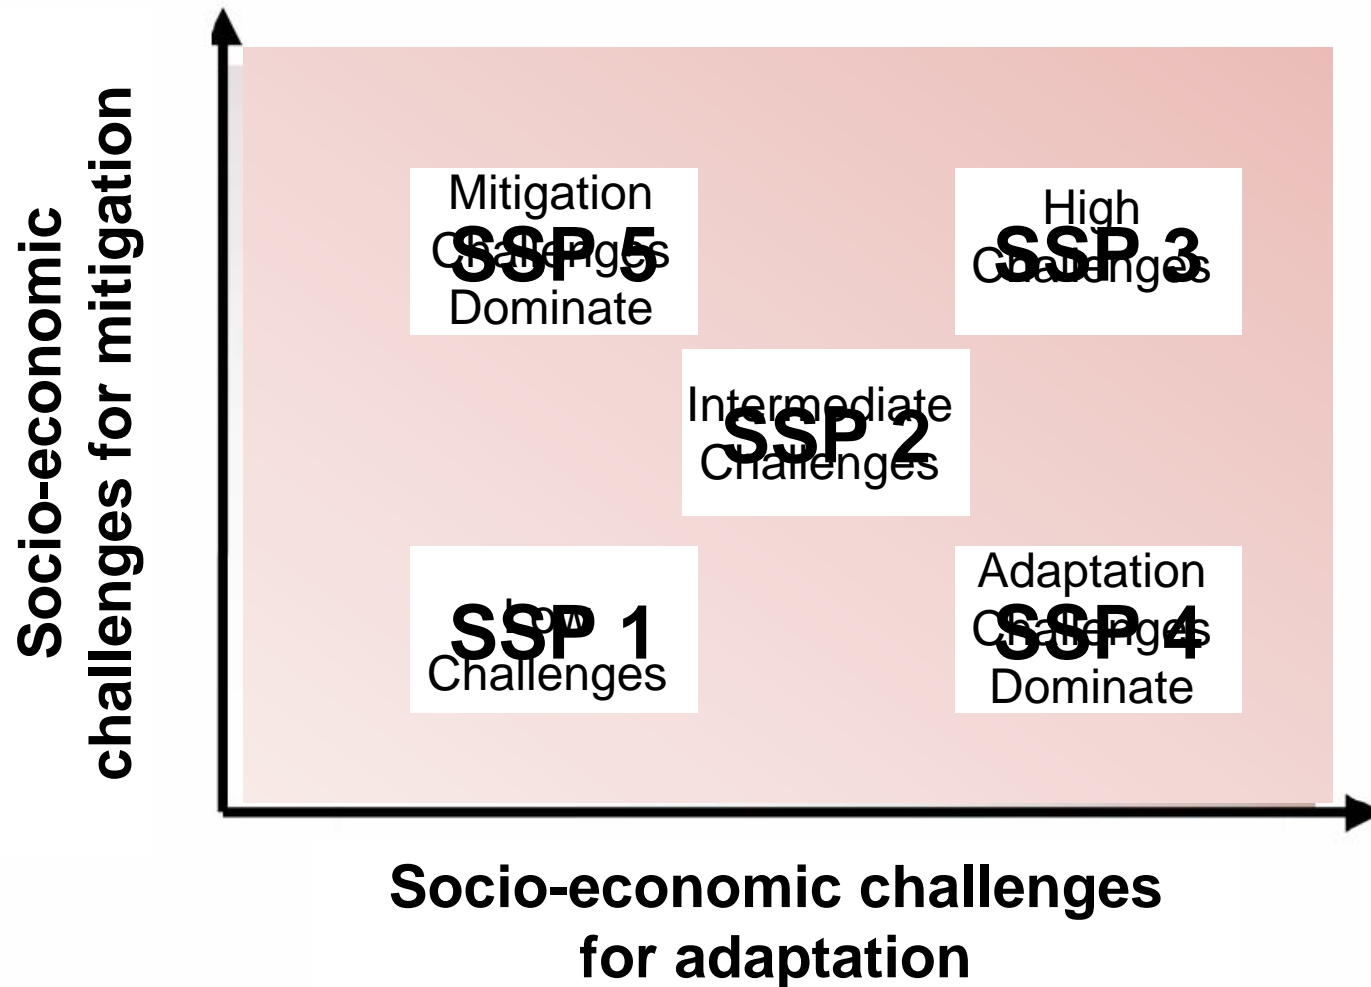 Socio-economic
challenges for mitigation
Mitigation
Challenges
Dominate
SSP 5
High
Challenges
SSP 3
Intermediate
Challenges
SSP 2
Low
Challenges
SSP 1
Adaptation
Challenges
Dominate
SSP 4
Socio-economic challenges
for adaptation